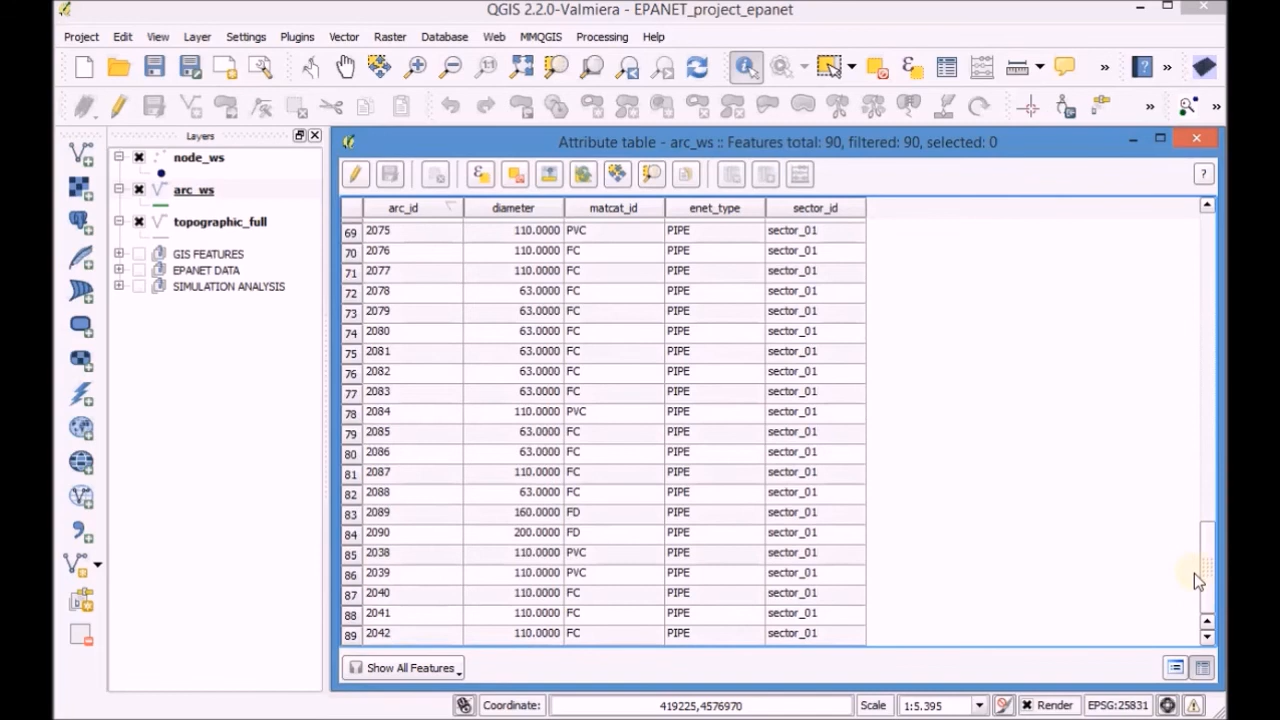 QGIS 2.2.0-Valmiera - EPANET_project_epanet
Project Edit View Layer Settings Plugins Vector Raster Database Web MMQGIS Processing Help
Layers
node_ws
arc_ws
topographic_full
GIS FEATURES
EPANET DATA
SIMULATION ANALYSIS
Attribute table - arc_ws :: Features total: 90, filtered: 90, selected: 0
?
arc_id diameter matcat_id enet_type sector_id
69 2075 110.0000 PVC PIPE sector_01
70 2076 110.0000 FC PIPE sector_01
71 2077 110.0000 FC PIPE sector_01
72 2078 63.0000 FC PIPE sector_01
73 2079 63.0000 FC PIPE sector_01
74 2080 63.0000 FC PIPE sector_01
75 2081 63.0000 FC PIPE sector_01
76 2082 63.0000 FC PIPE sector_01
77 2083 63.0000 FC PIPE sector_01
78 2084 110.0000 PVC PIPE sector_01
79 2085 63.0000 FC PIPE sector_01
80 2086 63.0000 FC PIPE sector_01
81 2087 110.0000 FC PIPE sector_01
82 2088 63.0000 FC PIPE sector_01
83 2089 160.0000 FD PIPE sector_01
84 2090 200.0000 FD PIPE sector_01
85 2038 110.0000 PVC PIPE sector_01
86 2039 110.0000 PVC PIPE sector_01
87 2040 110.0000 FC PIPE sector_01
88 2041 110.0000 FC PIPE sector_01
89 2042 110.0000 FC PIPE sector_01
Show All Features
Coordinate: 419225,4576970 Scale 1:5.395 Render EPSG:25831